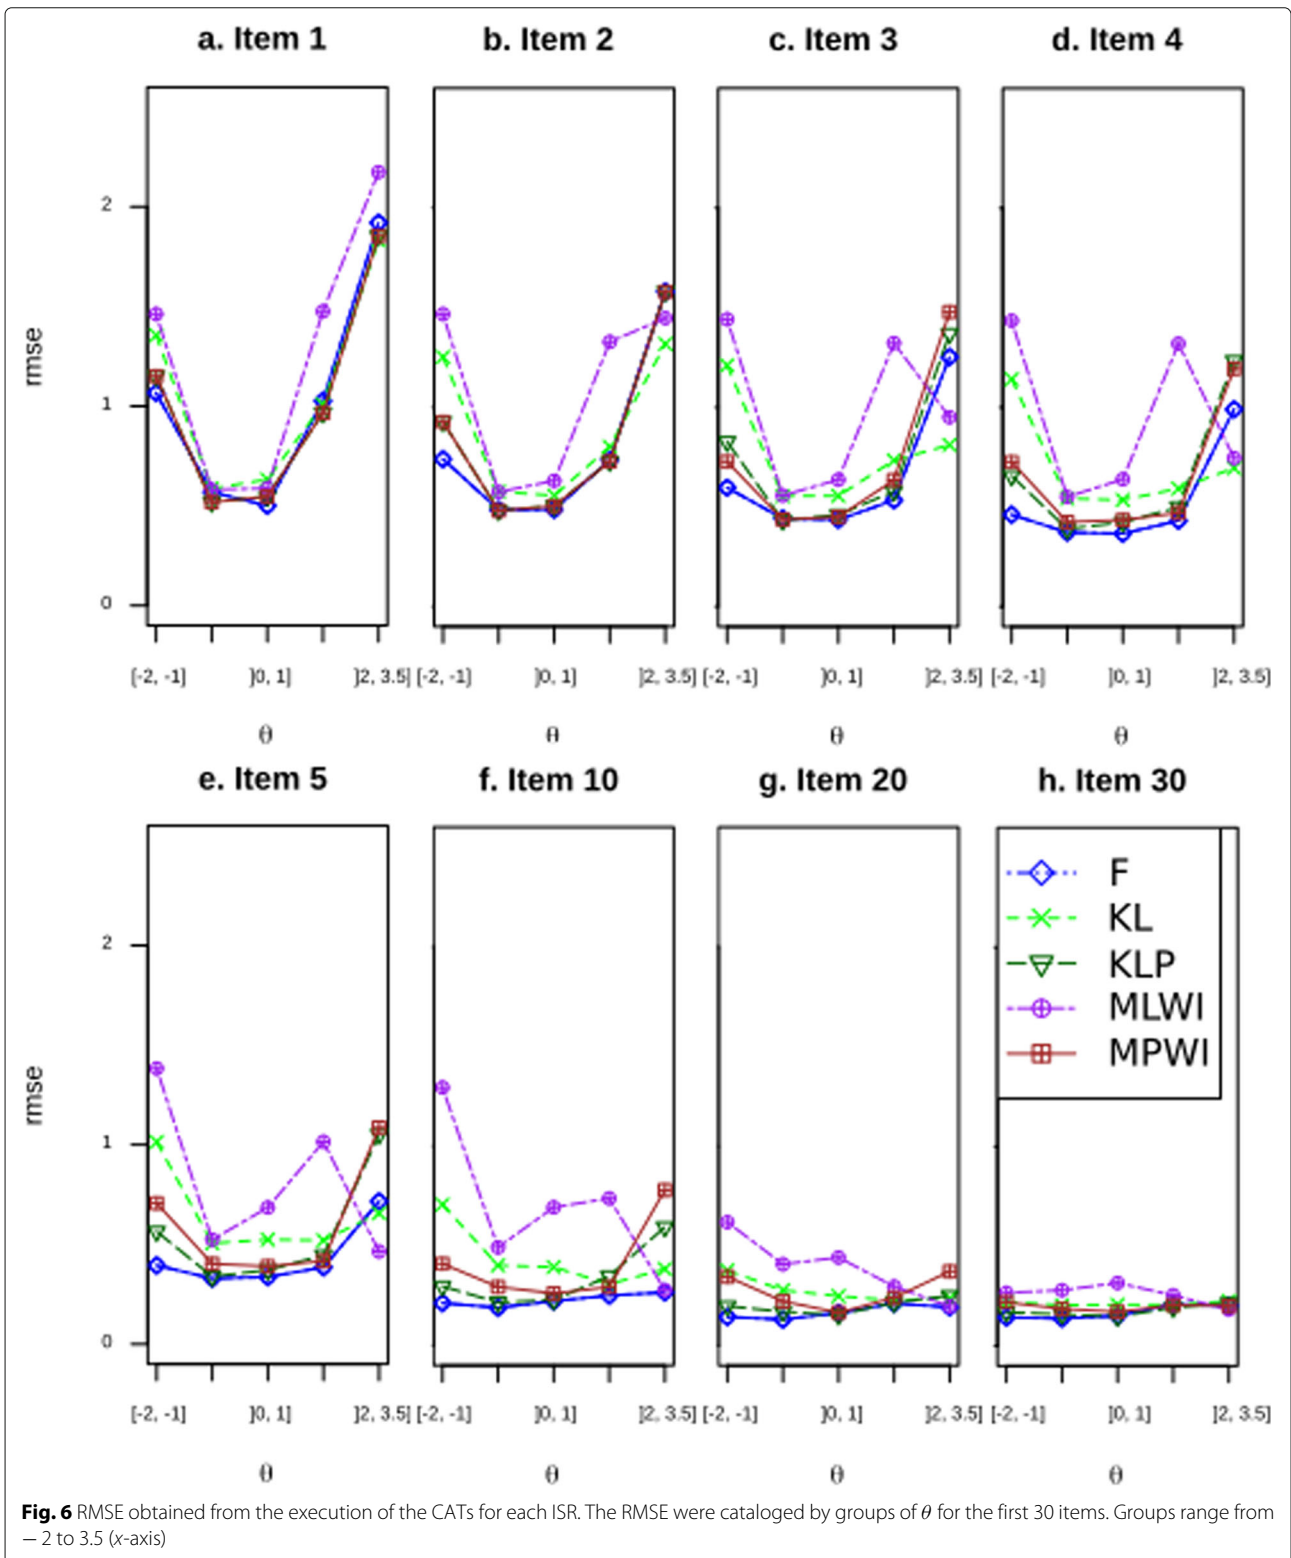 a. Item 1 b. Item 2 c. Item 3 d. Item 4
rmse
2
1
0
[-2, -1] ]0, 1] ]2, 3.5] [-2, -1] ]0, 1] ]2, 3.5] [-2, -1] ]0, 1] ]2, 3.5] [-2, -1] ]0, 1] ]2, 3.5]
θ θ θ θ
e. Item 5 f. Item 10 g. Item 20 h. Item 30
rmse
2
1
0
F
KL
KLP
MLWI
MPWI
[-2, -1] ]0, 1] ]2, 3.5] [-2, -1] ]0, 1] ]2, 3.5] [-2, -1] ]0, 1] ]2, 3.5] [-2, -1] ]0, 1] ]2, 3.5]
θ θ θ θ
Fig. 6 RMSE obtained from the execution of the CATs for each ISR. The RMSE were cataloged by groups of θ for the first 30 items. Groups range from
− 2 to 3.5 (x-axis)